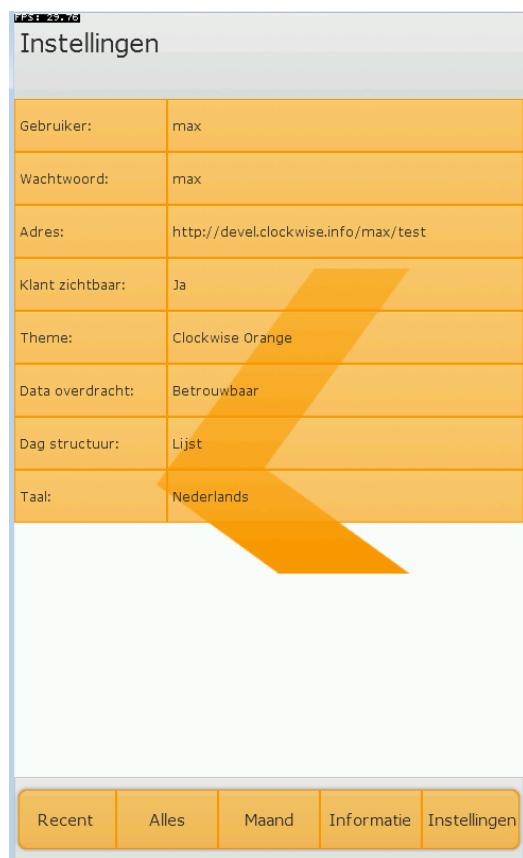 FPS: 29.76
Instellingen
Gebruiker: max
Wachtwoord: max
Adres: http://devel.clockwise.info/max/test
Klant zichtbaar: Ja
Theme: Clockwise Orange
Data overdracht: Betrouwbaar
Dag structuur: Lijst
Taal: Nederlands
Recent Alles Maand Informatie Instellingen